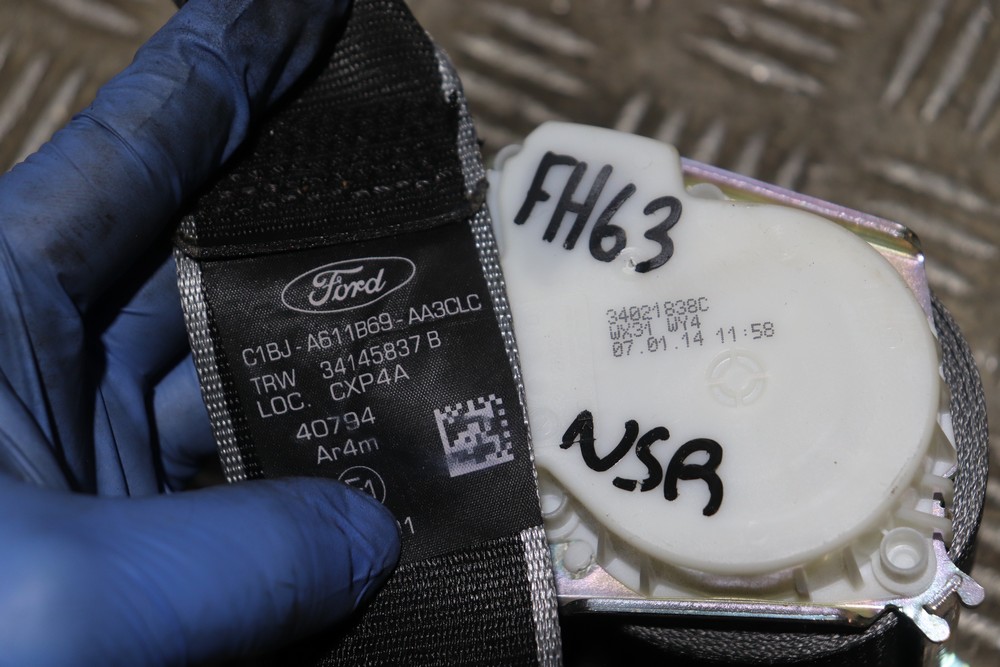 Ford
C1BJ-A611B69-AA3CLC
TRW 34145837 B
LOC. CXP4A
40794
Ar4m
FH63
34021838C
WX31 WY4
07.01.14 11:58
NSR